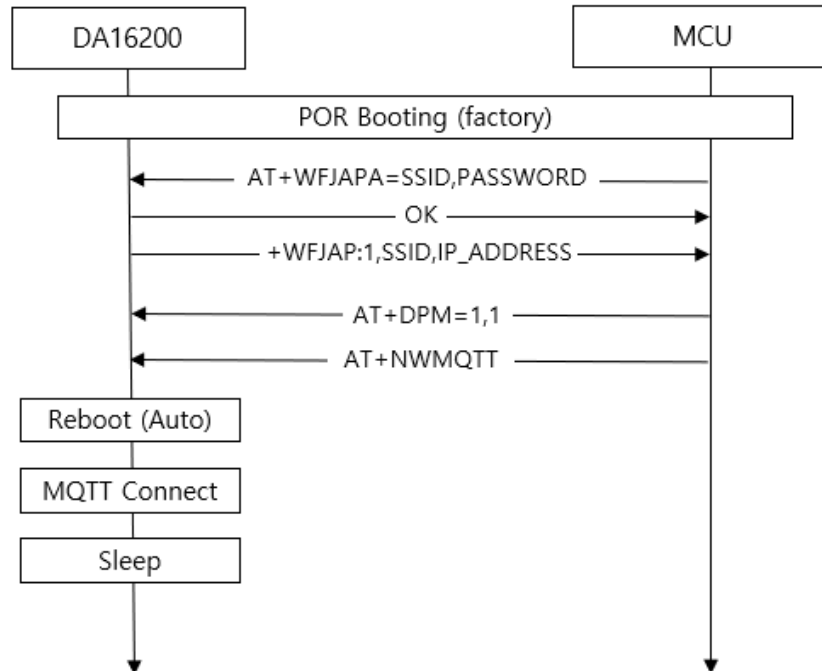 DA16200
MCU
POR Booting (factory)
AT+WFJAPA=SSID,PASSWORD
OK
+WFJAP:1,SSID,IP_ADDRESS
AT+DPM=1,1
AT+NWMQTT
Reboot (Auto)
MQTT Connect
Sleep